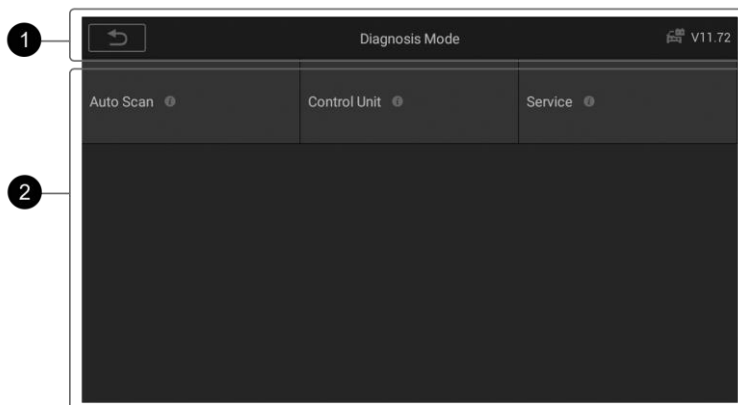 1
Diagnosis Mode
V11.72
2
Auto Scan
Control Unit
Service